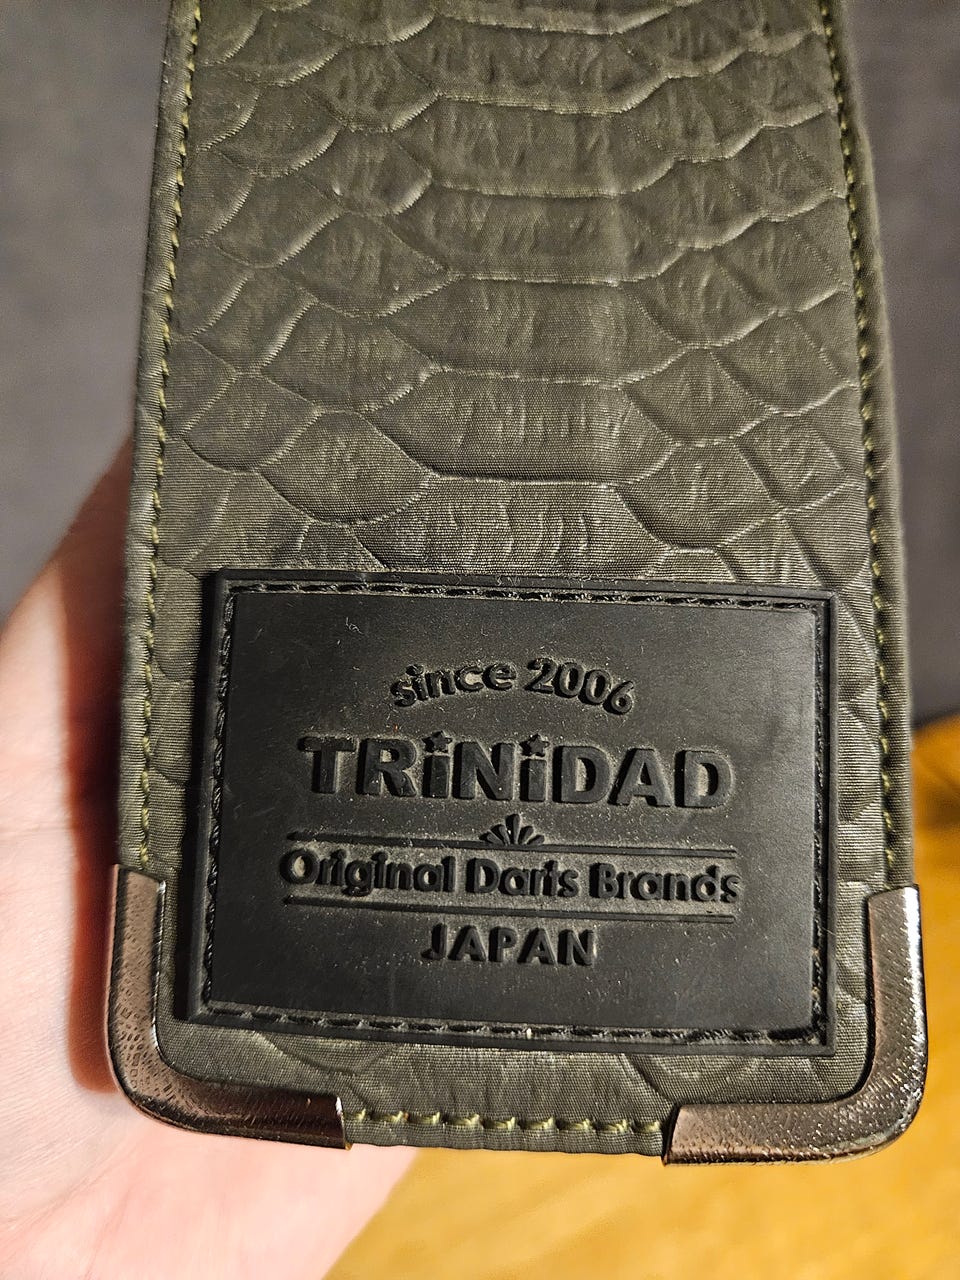 since 2006
TRiNiDAD
Original Darts Brands
JAPAN